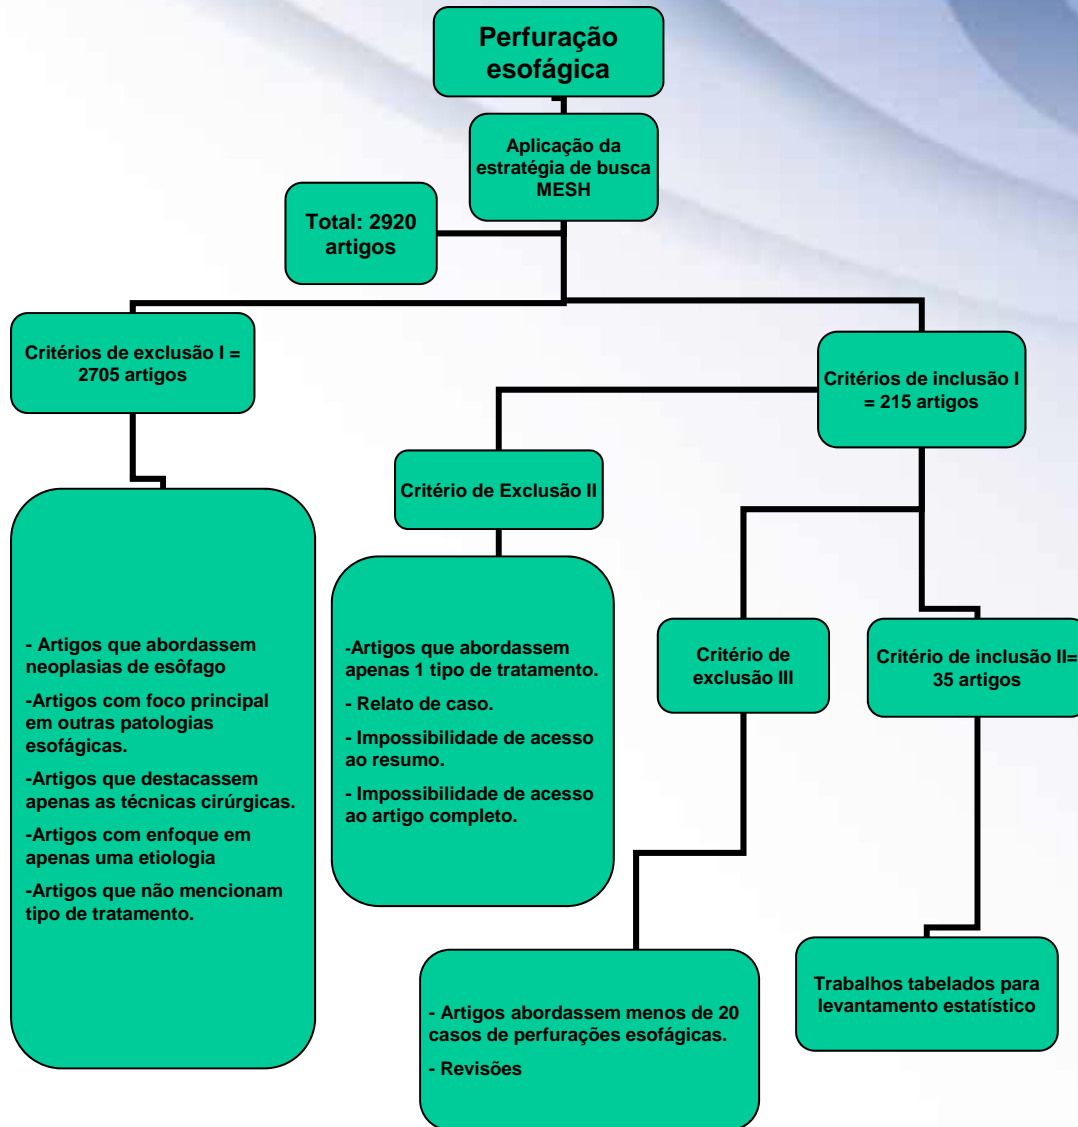 Perfuração
esofágica
Aplicação da
estratégia de busca
MESH
Total: 2920
artigos
Critérios de exclusão I =
2705 artigos
Critérios de inclusão I
= 215 artigos
Critério de Exclusão II
- Artigos que abordassem
neoplasias de esôfago
-Artigos com foco principal
em outras patologias
esofágicas.
-Artigos que destacassem
apenas as técnicas cirúrgicas.
-Artigos com enfoque em
apenas uma etiologia
-Artigos que não mencionam
tipo de tratamento.
-Artigos que abordassem
apenas 1 tipo de tratamento.
- Relato de caso.
- Impossibilidade de acesso
ao resumo.
- Impossibilidade de acesso
ao artigo completo.
Critério de
exclusão III
Critério de inclusão II=
35 artigos
- Artigos abordassem menos de 20
casos de perfurações esofágicas.
- Revisões
Trabalhos tabelados para
levantamento estatístico